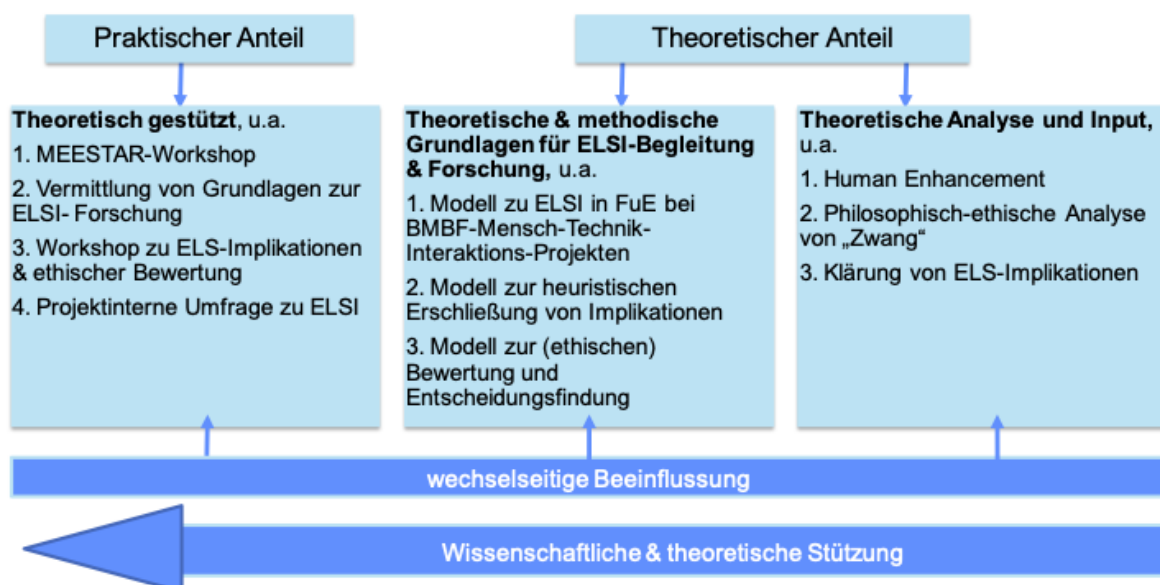 Praktischer Anteil
Theoretischer Anteil
Theoretisch gestützt, u.a.
1. MEESTAR-Workshop
2. Vermittlung von Grundlagen zur
ELSI- Forschung
3. Workshop zu ELS-Implikationen
& ethischer Bewertung
4. Projektinterne Umfrage zu ELSI
Theoretische & methodische
Grundlagen für ELSI-Begleitung
& Forschung, u.a.
1. Modell zu ELSI in FuE bei
BMBF-Mensch-Technik-
Interaktions-Projekten
2. Modell zur heuristischen
Erschließung von Implikationen
3. Modell zur (ethischen)
Bewertung und
Entscheidungsfindung
Theoretische Analyse und Input,
u.a.
1. Human Enhancement
2. Philosophisch-ethische Analyse
von „Zwang“
3. Klärung von ELS-Implikationen
wechselseitige Beeinflussung
Wissenschaftliche & theoretische Stützung